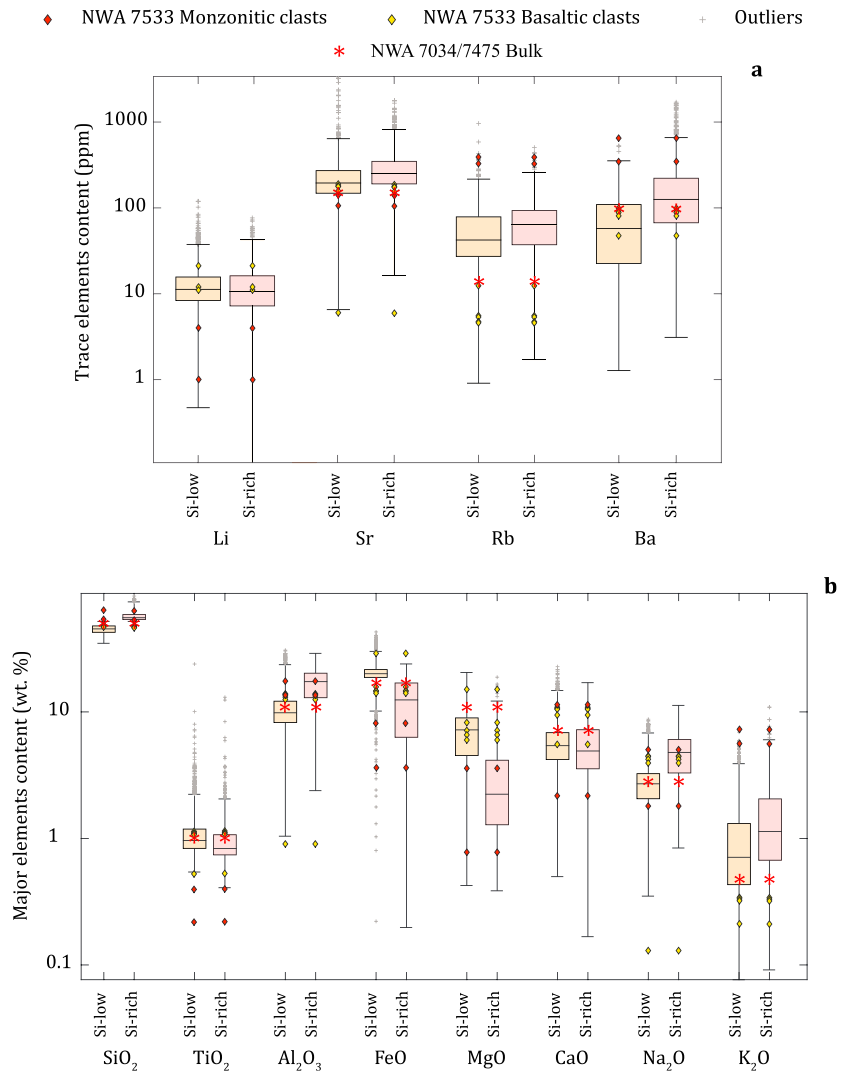 NWA 7533 Monzonitic clasts NWA 7533 Basaltic clasts Outliers
NWA 7034/7475 Bulk
a
Trace elements content (ppm)
1000
100
10
1
Si-low Si-rich Si-low Si-rich Si-low Si-rich Si-low Si-rich
Li Sr Rb Ba
b
Major elements content (wt. %)
10
1
0.1
Si-low Si-rich Si-low Si-rich Si-low Si-rich Si-low Si-rich Si-low Si-rich Si-low Si-rich Si-low Si-rich Si-low Si-rich
SiO₂ TiO₂ Al₂O₃ FeO MgO CaO Na₂O K₂O